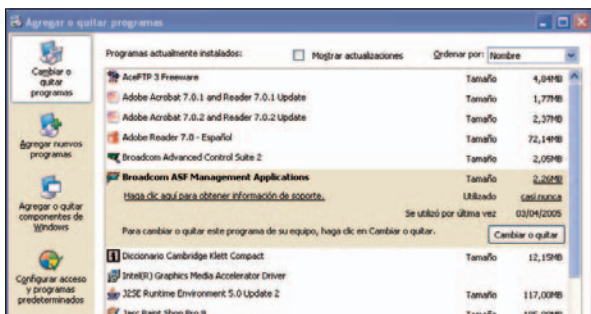 Agregar o quitar programas
Cambiar o quitar programas
Agregar nuevos programas
Agregar o quitar componentes de Windows
Configurar acceso y programas predeterminados
Programas actualmente instalados:
Mostrar actualizaciones
Ordenar por: Nombre
AceFTP 3 Freeware Tamaño 4,84MB
Adobe Acrobat 7.0.1 and Reader 7.0.1 Update Tamaño 1,77MB
Adobe Acrobat 7.0.2 and Reader 7.0.2 Update Tamaño 2,37MB
Adobe Reader 7.0 - Español Tamaño 72,14MB
Broadcom Advanced Control Suite 2 Tamaño 2,05MB
Broadcom ASF Management Applications Tamaño 2,26MB
Haga clic aquí para obtener información de soporte. Utilizado casi nunca
Se utilizó por última vez 03/04/2005
Para cambiar o quitar este programa de su equipo, haga clic en Cambiar o quitar. Cambiar o quitar
Diccionario Cambridge Klett Compact Tamaño 12,15MB
Intel(R) Graphics Media Accelerator Driver
J2SE Runtime Environment 5.0 Update 2 Tamaño 117,00MB
Jasc Paint Shop Pro 9 Tamaño